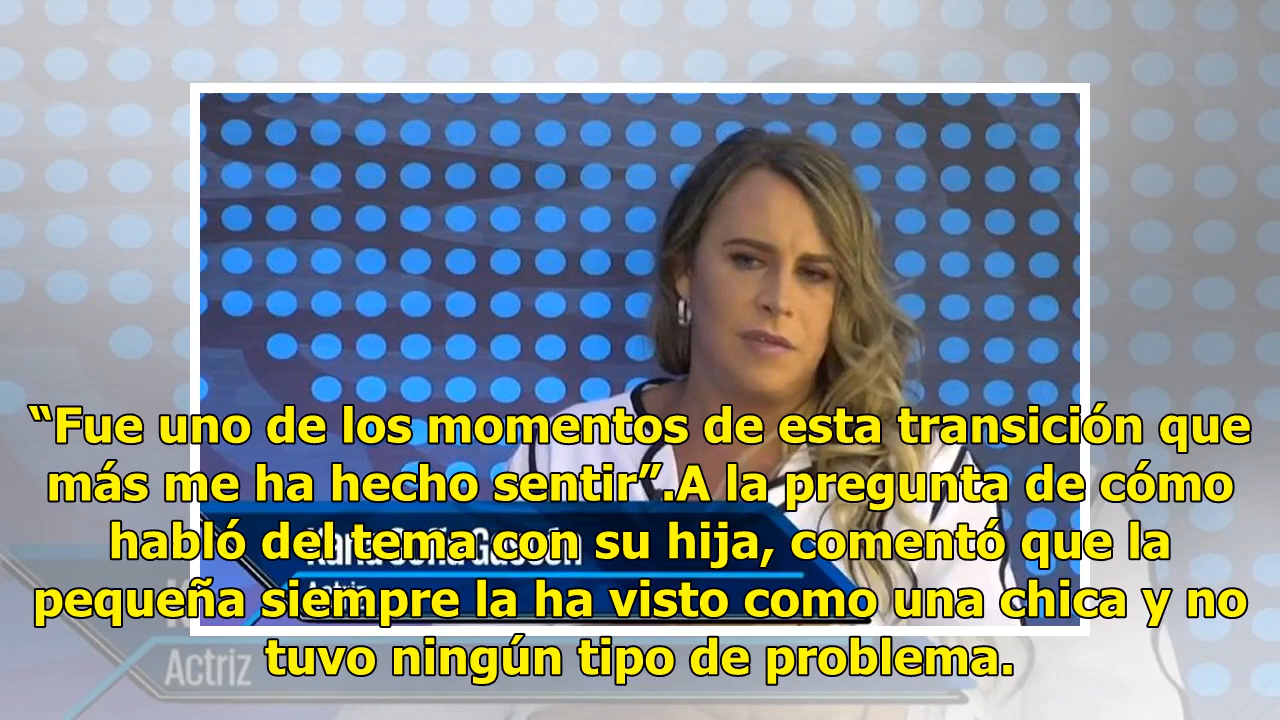 “Fue uno de los momentos de esta transición que
más me ha hecho sentir”.A la pregunta de cómo
habló del tema con su hija, comentó que la
pequeña siempre la ha visto como una chica y no
tuvo ningún tipo de problema.
Actriz
Actriz